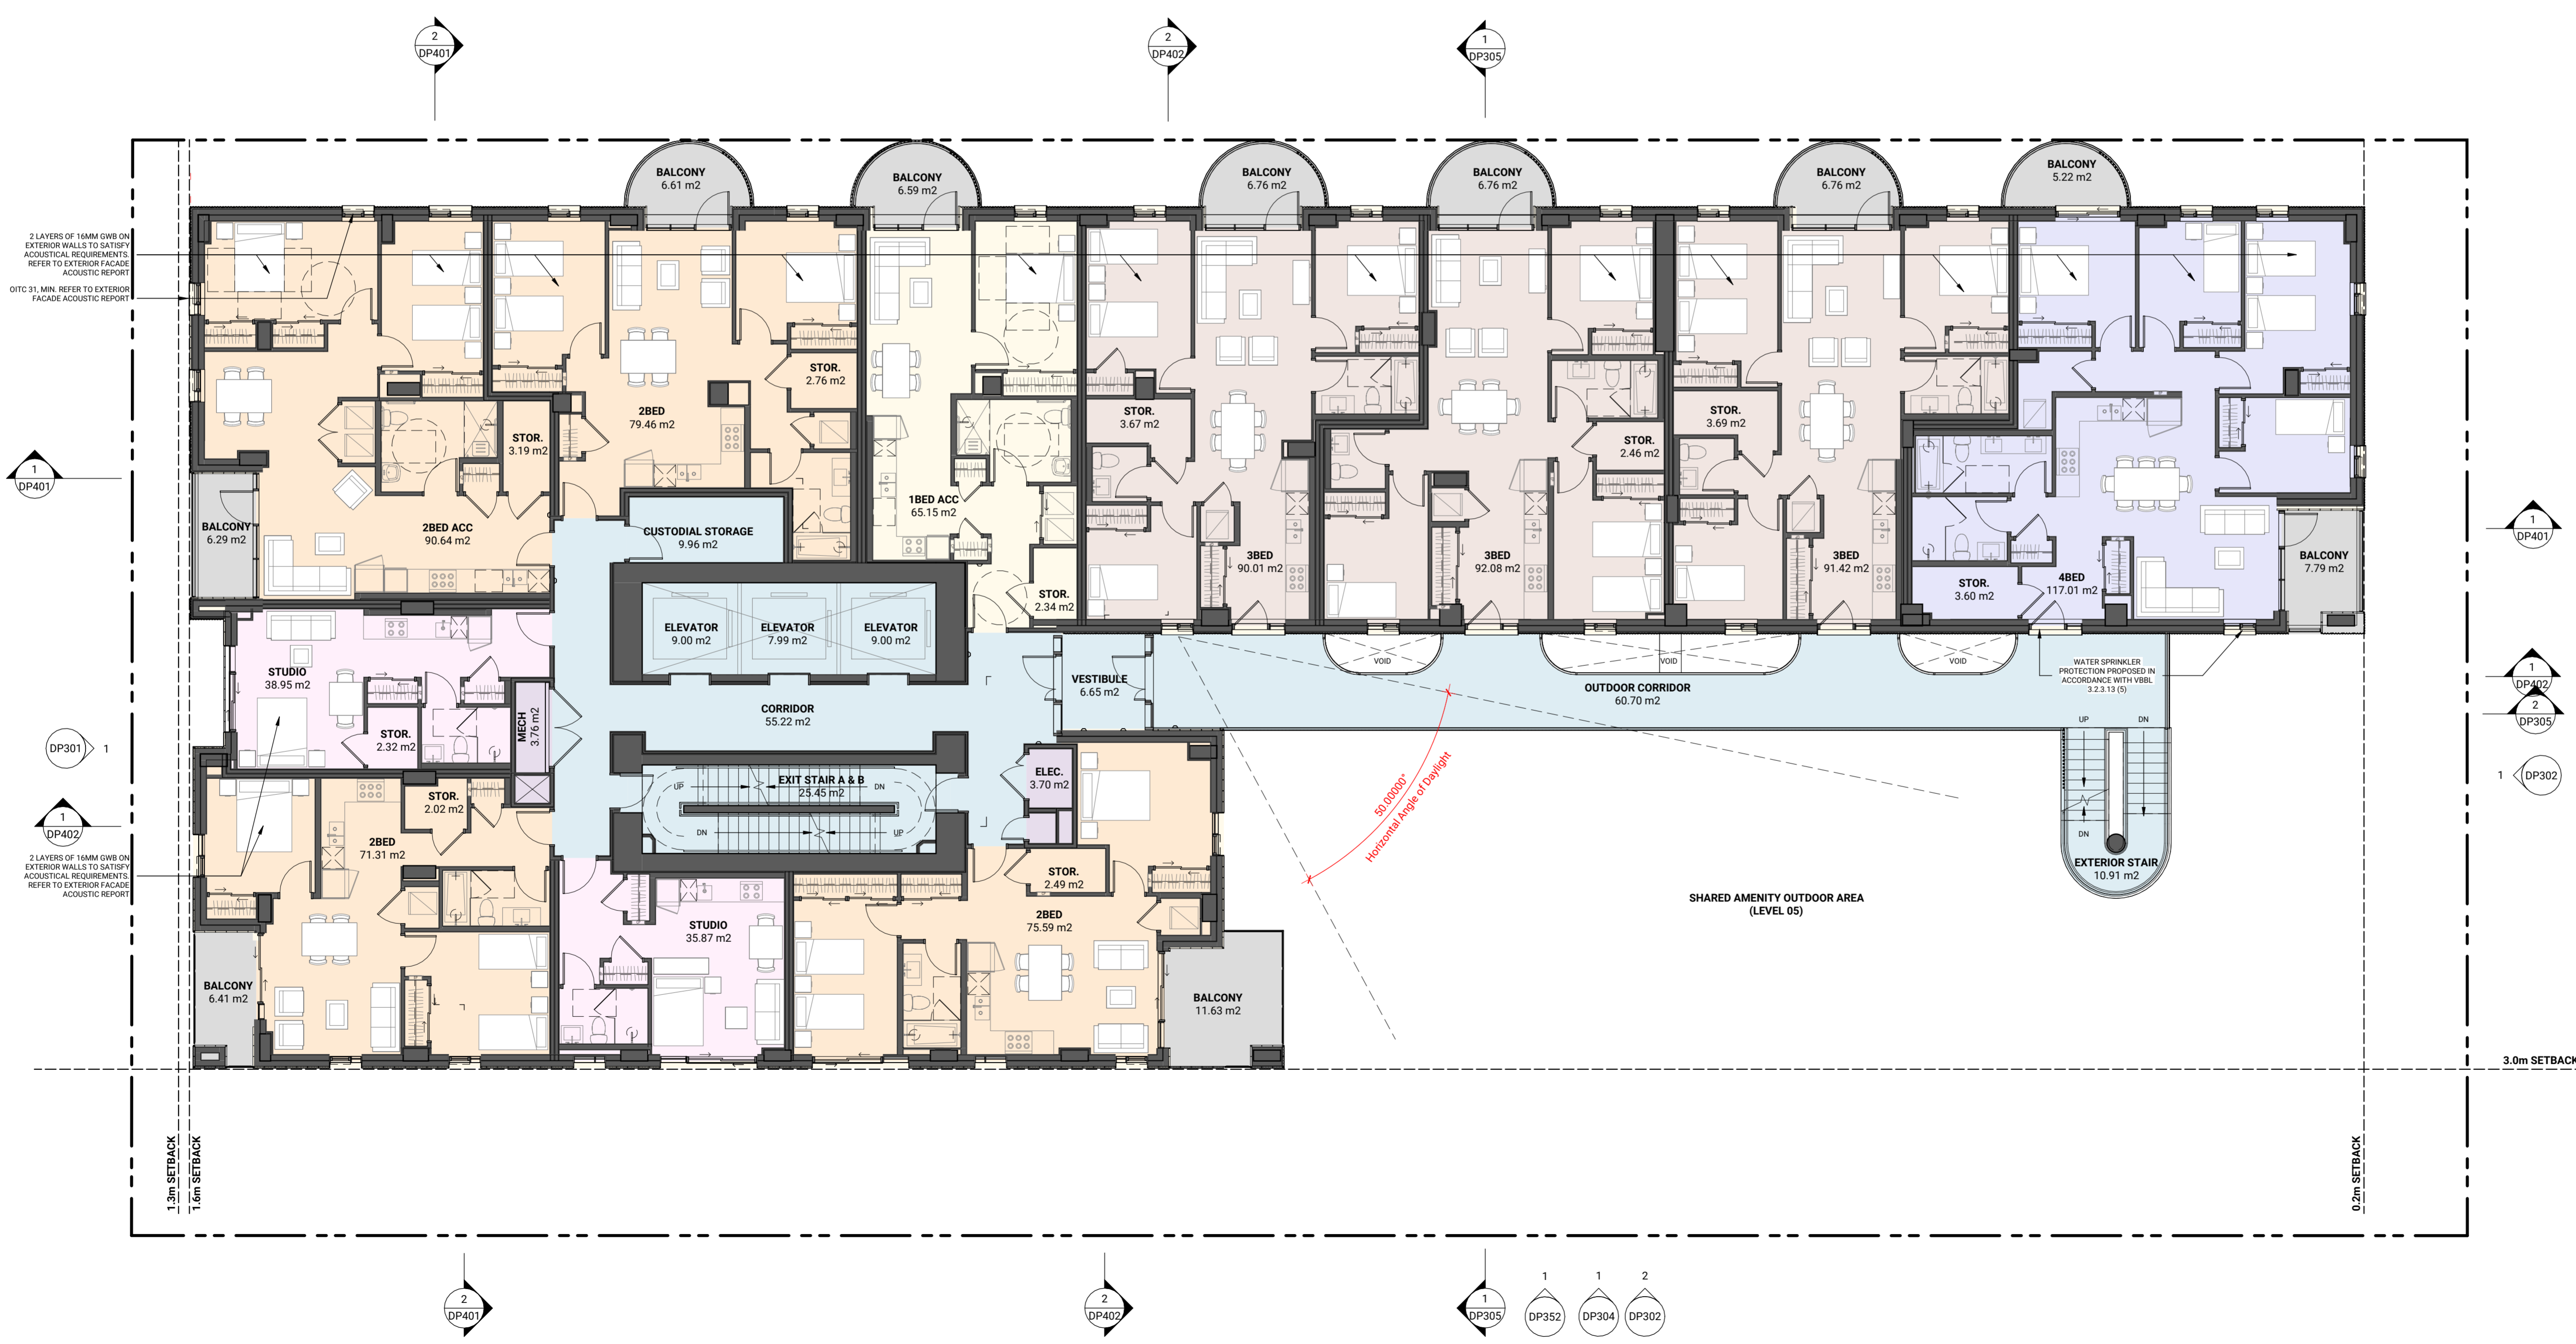 2
DP401
2
DP402
1
DP305
BALCONY
6.61 m2
BALCONY
6.59 m2
BALCONY
6.76 m2
BALCONY
6.76 m2
BALCONY
6.76 m2
BALCONY
5.22 m2
2 LAYERS OF 16MM GWB ON
EXTERIOR WALLS TO SATISFY
ACOUSTICAL REQUIREMENTS.
REFER TO EXTERIOR FACADE
ACOUSTIC REPORT
OITC 31, MIN. REFER TO EXTERIOR
FACADE ACOUSTIC REPORT
STOR.
2.76 m2
2BED
79.46 m2
STOR.
3.19 m2
STOR.
3.67 m2
STOR.
2.46 m2
STOR.
3.69 m2
1
DP401
BALCONY
6.29 m2
2BED ACC
90.64 m2
CUSTODIAL STORAGE
9.96 m2
1BED ACC
65.15 m2
STOR.
2.34 m2
3BED
90.01 m2
3BED
92.08 m2
3BED
91.42 m2
STOR.
3.60 m2
4BED
117.01 m2
BALCONY
7.79 m2
1
DP401
ELEVATOR
9.00 m2
ELEVATOR
7.99 m2
ELEVATOR
9.00 m2
STUDIO
38.95 m2
STOR.
2.32 m2
MECH
3.76 m2
CORRIDOR
55.22 m2
VESTIBULE
6.65 m2
VOID
VOID
VOID
OUTDOOR CORRIDOR
60.70 m2
WATER SPRINKLER
PROTECTION PROPOSED IN
ACCORDANCE WITH VBBL
3.2.3.13 (5)
1
DP402
2
DP305
DP301
1
UP
DN
DN
EXTERIOR STAIR
10.91 m2
1
DP302
EXIT STAIR A & B
25.45 m2
UP
DN
DN
UP
ELEC.
3.70 m2
50.00000°
Horizontal Angle of Daylight
1
DP402
2 LAYERS OF 16MM GWB ON
EXTERIOR WALLS TO SATISFY
ACOUSTICAL REQUIREMENTS.
REFER TO EXTERIOR FACADE
ACOUSTIC REPORT
STOR.
2.02 m2
2BED
71.31 m2
STOR.
2.49 m2
STUDIO
35.87 m2
2BED
75.59 m2
SHARED AMENITY OUTDOOR AREA
(LEVEL 05)
BALCONY
6.41 m2
BALCONY
11.63 m2
3.0m SETBACK
1.3m SETBACK
1.6m SETBACK
0.2m SETBACK
2
DP401
2
DP402
1
DP305
1
DP352
1
DP304
2
DP302